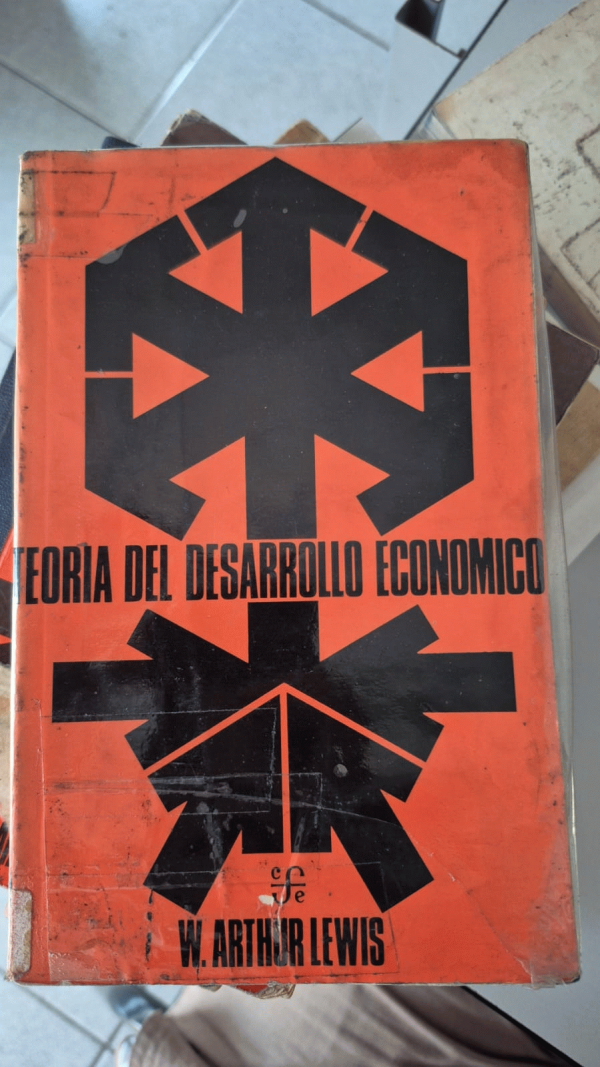 TEORIA DEL DESARROLLO ECONOMICO
c f e
W. ARTHUR LEWIS